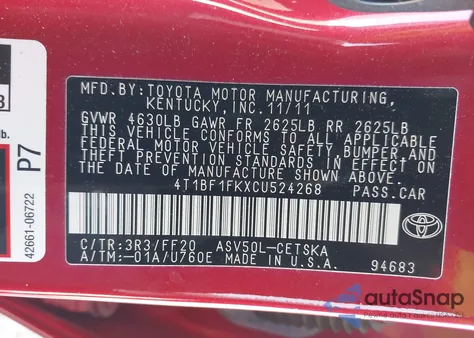 MFD.BY:TOYOTA MOTOR MANUFACTURING,
KENTUCKY, INC. 11/11
GVWR 4630LB GAWR FR 2625LB RR 2625LB
THIS VEHICLE CONFORMS TO ALL APPLICABLE
FEDERAL MOTOR VEHICLE SAFETY, BUMPER, AND
THEFT PREVENTION STANDARDS IN EFFECT ON
THE DATE OF MANUFACTURE SHOWN ABOVE.
4T1BF1FKXCU524268 PASS.CAR
C/TR:3R3/FF20 ASV50L-CETSKA
A/TM:-01A/U760E MADE IN U.S.A.
94683
TOYOTA
lb.
P7
42661-06722
autoSnap